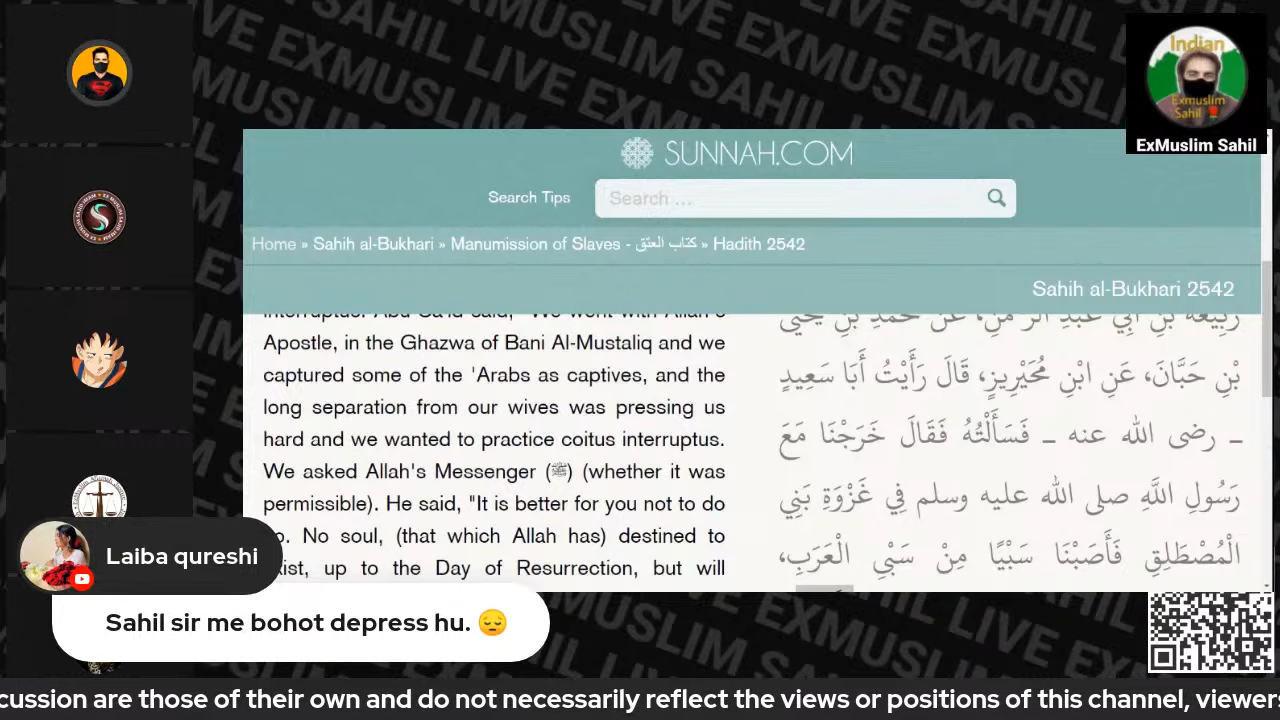 Indian
Exmuslim
Sahil
ExMuslim Sahil
SUNNAH.COM
Search Tips
Search ...
Home » Sahih al-Bukhari » Manumission of Slaves - كتاب العتق » Hadith 2542
Sahih al-Bukhari 2542
Apostle, in the Ghazwa of Bani Al-Mustaliq and we
captured some of the 'Arabs as captives, and the
long separation from our wives was pressing us
hard and we wanted to practice coitus interruptus.
We asked Allah's Messenger (ﷺ) (whether it was
permissible). He said, "It is better for you not to do
No soul, (that which Allah has) destined to
up to the Day of Resurrection, but will
رَبِيعَةَ بْنِ أَبِي عَبْدِ الرَّحْمَنِ، عَنْ مُحَمَّدِ بْنِ يَحْيَى
بْنِ حَبَّانَ، عَنِ ابْنِ مُحَيْرِيزٍ، قَالَ رَأَيْتُ أَبَا سَعِيدٍ
ـ رضى الله عنه ـ فَسَأَلْتُهُ فَقَالَ خَرَجْنَا مَعَ
رَسُولِ اللَّهِ صلى الله عليه وسلم فِي غَزْوَةِ بَنِي
الْمُصْطَلِقِ فَأَصَبْنَا سَبْيًا مِنْ سَبْيِ الْعَرَبِ،
Laiba qureshi
Sahil sir me bohot depress hu. 😔
cussion are those of their own and do not necessarily reflect the views or positions of this channel, viewer